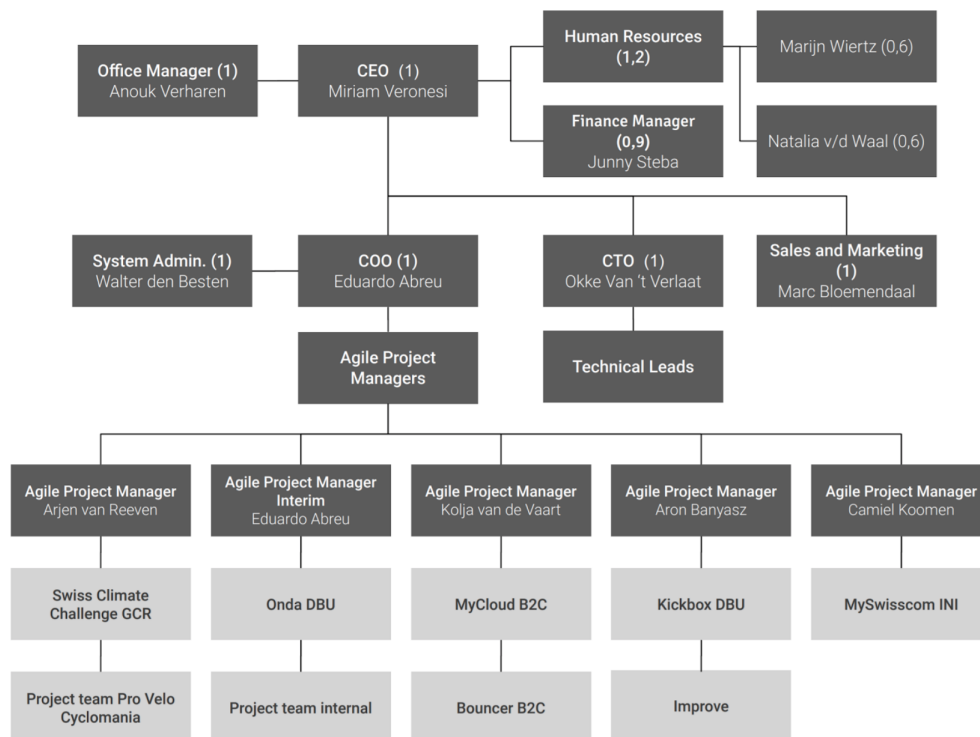 Human Resources
(1,2)
Marijn Wiertz (0,6)
Office Manager (1)
Anouk Verharen
CEO (1)
Miriam Veronesi
Finance Manager
(0,9)
Junny Steba
Natalia v/d Waal (0,6)
System Admin. (1)
Walter den Besten
COO (1)
Eduardo Abreu
CTO (1)
Okke Van ‘t Verlaat
Sales and Marketing
(1)
Marc Bloemendaal
Agile Project
Managers
Technical Leads
Agile Project Manager
Arjen van Reeven
Agile Project Manager
Interim
Eduardo Abreu
Agile Project Manager
Kolja van de Vaart
Agile Project Manager
Aron Banyasz
Agile Project Manager
Camiel Koomen
Swiss Climate
Challenge GCR
Onda DBU
MyCloud B2C
Kickbox DBU
MySwisscom INI
Project team Pro Velo
Cyclomania
Project team internal
Bouncer B2C
Improve